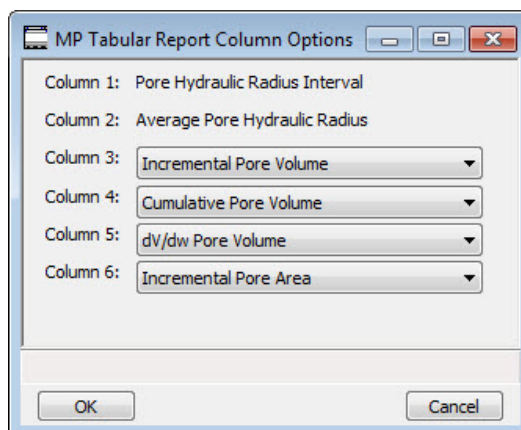 MP Tabular Report Column Options
Column 1: Pore Hydraulic Radius Interval
Column 2: Average Pore Hydraulic Radius
Column 3: Incremental Pore Volume
Column 4: Cumulative Pore Volume
Column 5: dV/dw Pore Volume
Column 6: Incremental Pore Area
OK Cancel